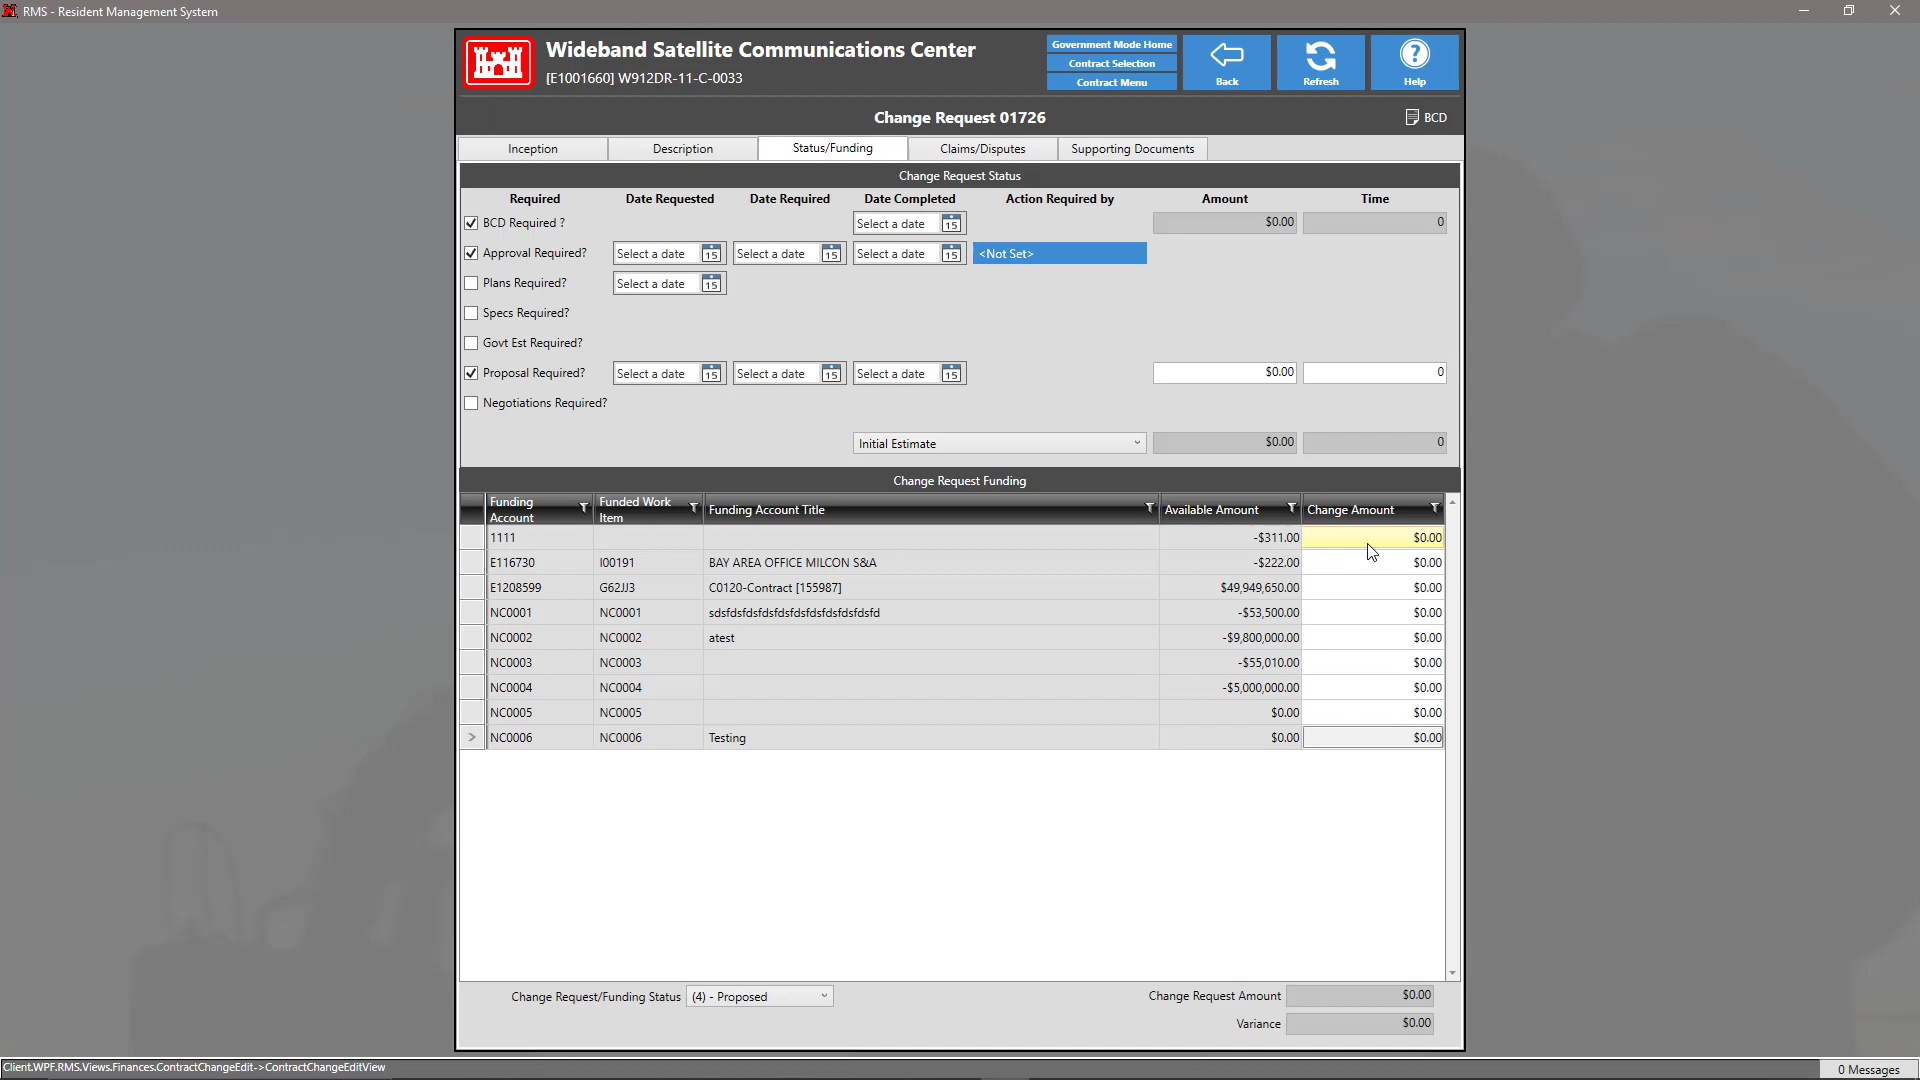 RMS - Resident Management System
Wideband Satellite Communications Center
[E1001660] W912DR-11-C-0033
Government Mode Home
Contract Selection
Contract Menu
Back
Refresh
Help
Change Request 01726
BCD
Inception Description Status/Funding Claims/Disputes Supporting Documents
Change Request Status
Required Date Requested Date Required Date Completed Action Required by Amount Time
BCD Required ? Select a date 15 $0.00 0
Approval Required? Select a date 15 Select a date 15 Select a date 15 <Not Set>
Plans Required? Select a date 15
Specs Required?
Govt Est Required?
Proposal Required? Select a date 15 Select a date 15 Select a date 15 $0.00 0
Negotiations Required?
Initial Estimate $0.00 0
Change Request Funding
Funding Account Funded Work Item Funding Account Title Available Amount Change Amount
1111 -$311.00 $0.00
E116730 I00191 BAY AREA OFFICE MILCON S&A -$222.00 $0.00
E1208599 G62JJ3 C0120-Contract [155987] $49,949,650.00 $0.00
NC0001 NC0001 sdsfdsfdsfdsfdsfdsfdsfdsfdsfdsfd -$53,500.00 $0.00
NC0002 NC0002 atest -$9,800,000.00 $0.00
NC0003 NC0003 -$55,010.00 $0.00
NC0004 NC0004 -$5,000,000.00 $0.00
NC0005 NC0005 $0.00 $0.00
> NC0006 NC0006 Testing $0.00 $0.00
Change Request/Funding Status (4) - Proposed Change Request Amount $0.00
Variance $0.00
Client.WPF.RMS.Views.Finances.ContractChangeEdit->ContractChangeEditView
0 Messages